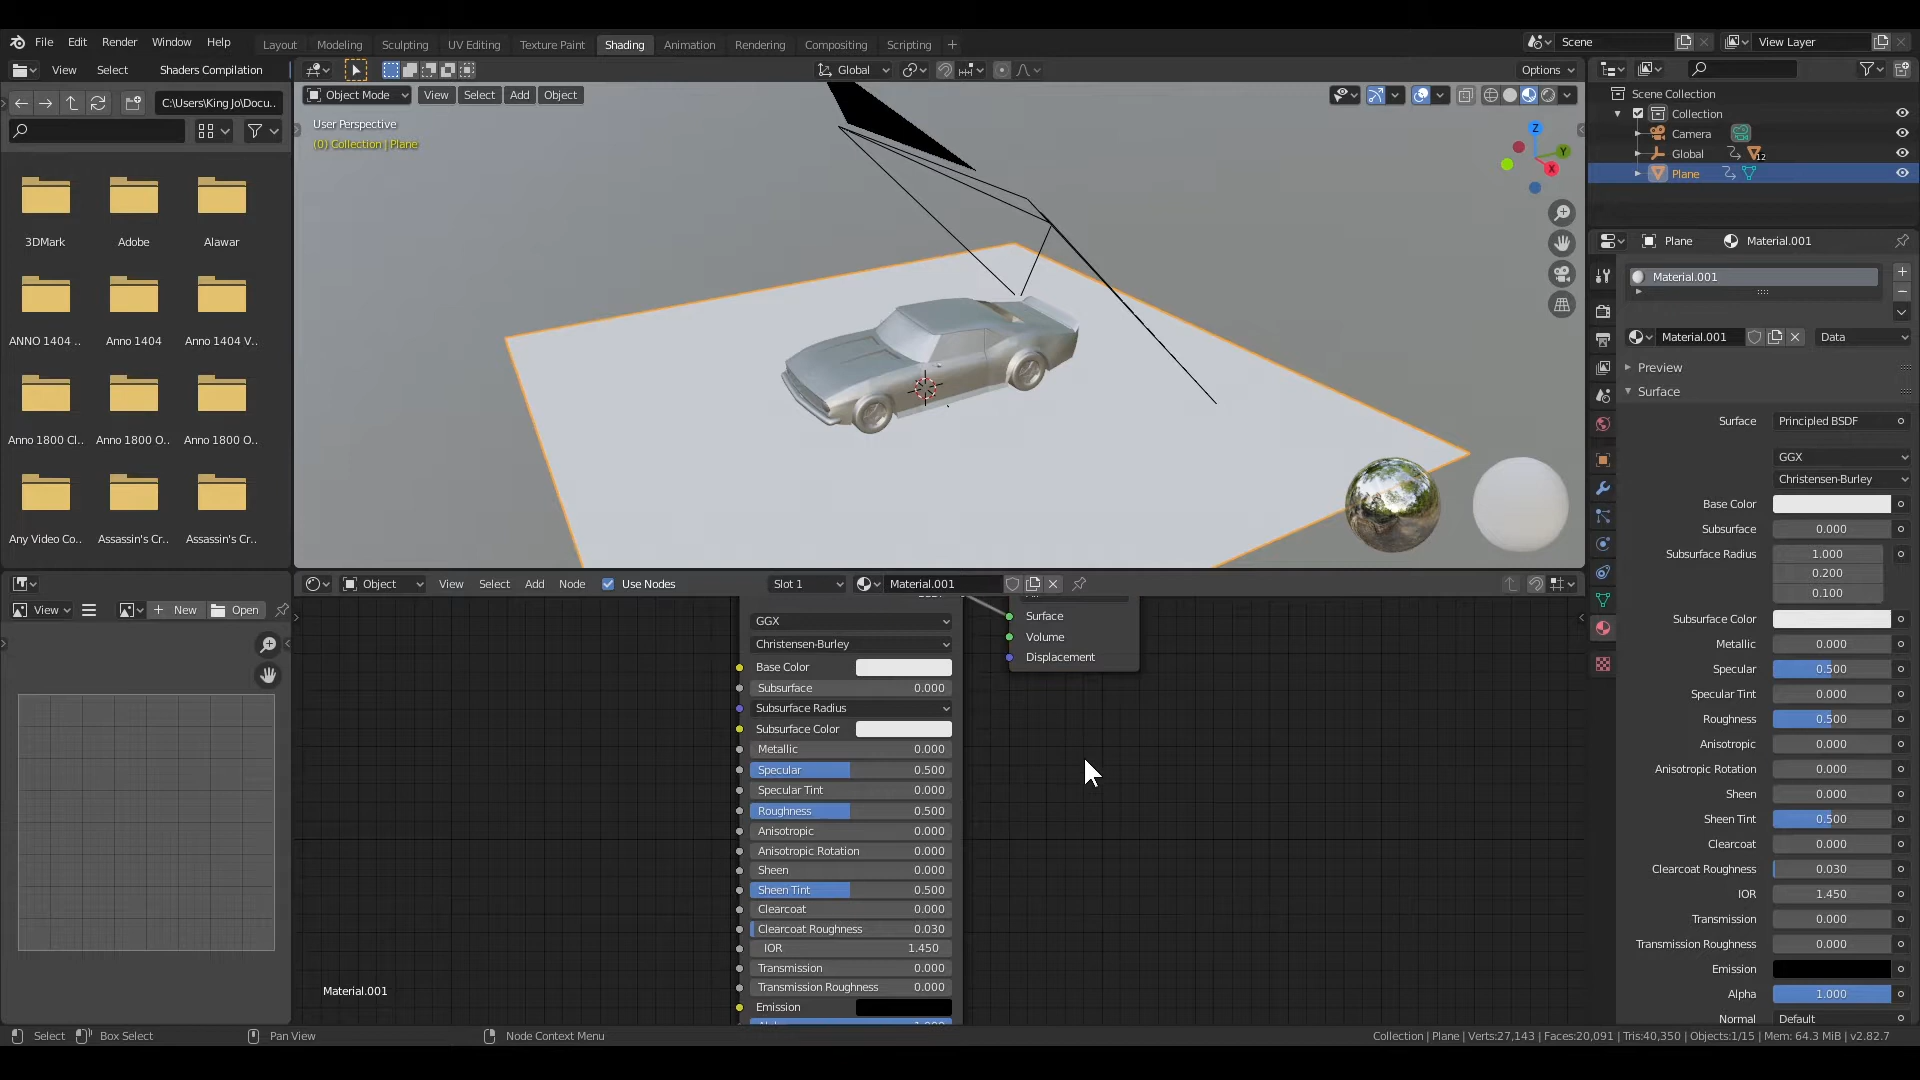 File Edit Render Window Help
Layout Modeling Sculpting UV Editing Texture Paint Shading Animation Rendering Compositing Scripting +
Scene
View Layer
View Select Shaders Compilation
Global
Options
C:\Users\King Jo\Docu..
Object Mode View Select Add Object
User Perspective
(0) Collection | Plane
Z
Y
X
3DMark Adobe Alawar
ANNO 1404 .. Anno 1404 Anno 1404 V..
Anno 1800 Cl.. Anno 1800 O.. Anno 1800 O..
Any Video Co.. Assassin's Cr.. Assassin's Cr..
View New Open
Object View Select Add Node Use Nodes Slot 1 Material.001
GGX
Christensen-Burley
Base Color
Subsurface 0.000
Subsurface Radius
Subsurface Color
Metallic 0.000
Specular 0.500
Specular Tint 0.000
Roughness 0.500
Anisotropic 0.000
Anisotropic Rotation 0.000
Sheen 0.000
Sheen Tint 0.500
Clearcoat 0.000
Clearcoat Roughness 0.030
IOR 1.450
Transmission 0.000
Transmission Roughness 0.000
Emission
Surface
Volume
Displacement
Material.001
Scene Collection
Collection
Camera
Global 12
Plane
Plane Material.001
Material.001
Material.001 Data
Preview
Surface
Surface Principled BSDF
GGX
Christensen-Burley
Base Color
Subsurface 0.000
Subsurface Radius 1.000
0.200
0.100
Subsurface Color
Metallic 0.000
Specular 0.500
Specular Tint 0.000
Roughness 0.500
Anisotropic 0.000
Anisotropic Rotation 0.000
Sheen 0.000
Sheen Tint 0.500
Clearcoat 0.000
Clearcoat Roughness 0.030
IOR 1.450
Transmission 0.000
Transmission Roughness 0.000
Emission
Alpha 1.000
Normal Default
Select Box Select Pan View Node Context Menu
Collection | Plane | Verts:27,143 | Faces:20,091 | Tris:40,350 | Objects:1/15 | Mem: 64.3 MiB | v2.82.7